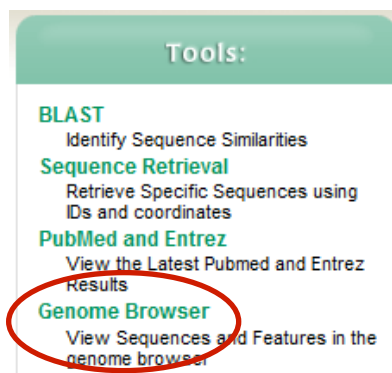 Tools:
BLAST
Identify Sequence Similarities
Sequence Retrieval
Retrieve Specific Sequences using
IDs and coordinates
PubMed and Entrez
View the Latest Pubmed and Entrez
Results
Genome Browser
View Sequences and Features in the
genome browser